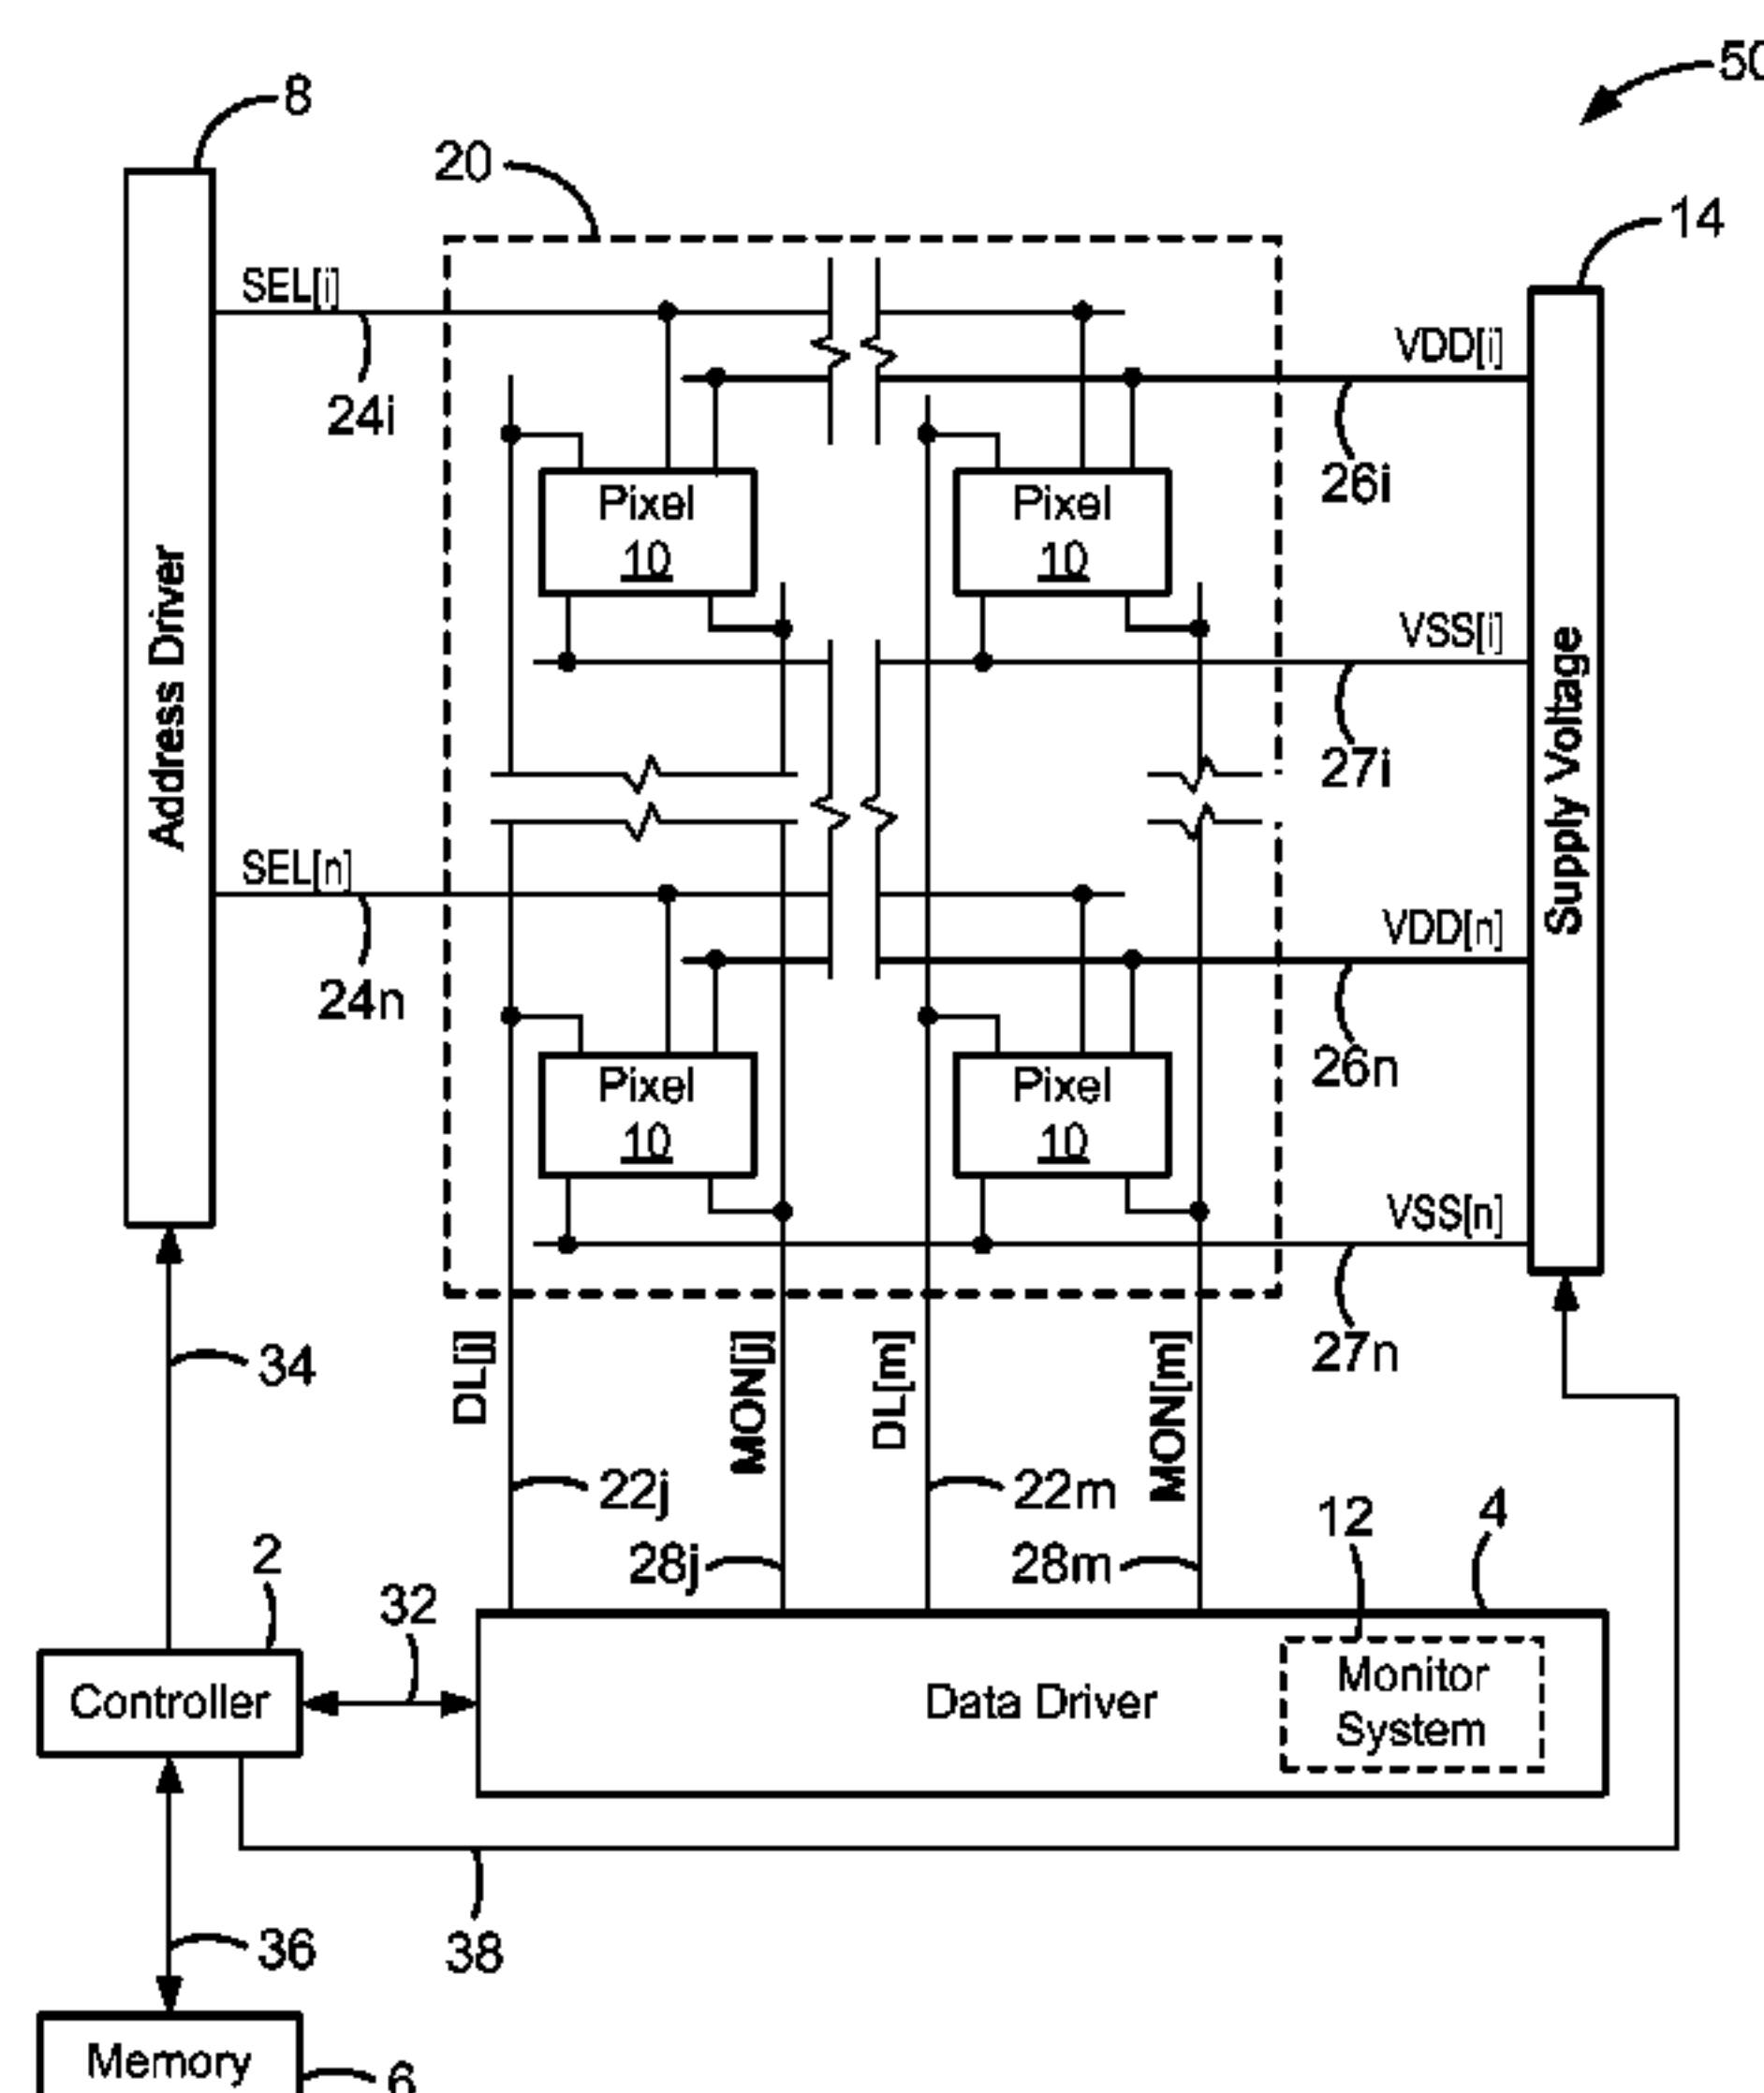 50
8
20
14
SEL[i]
VDD[i]
24i
26i
Pixel
10
Pixel
10
Address Driver
Supply Voltage
VSS[i]
27i
SEL[n]
VDD[n]
24n
26n
Pixel
10
Pixel
10
VSS[n]
27n
34
DL[j]
MON[j]
DL[m]
MON[m]
22j
22m
28j
28m
12
4
2
32
Controller
Data Driver
Monitor
System
36
38
Memory
6